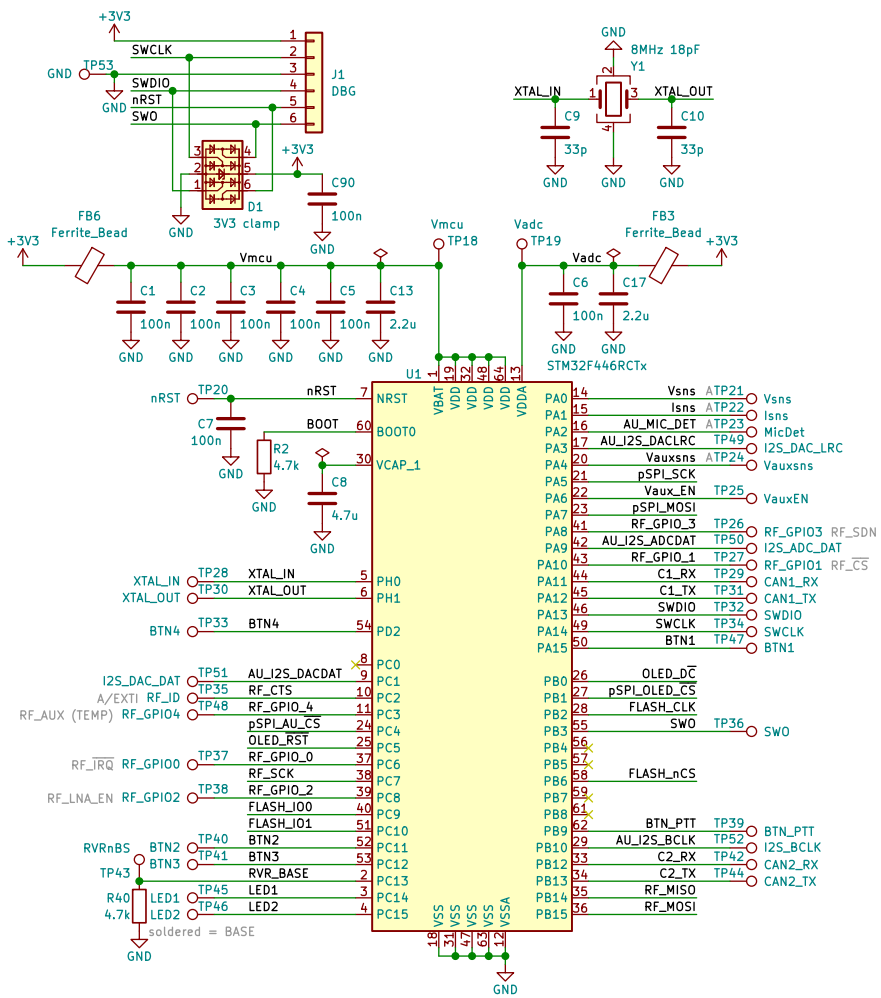 +3V3
SWCLK
TP53
GND
GND
SWDIO
nRST
SWO
1
2
3
4
5
6
J1
DBG
3
2
1
4
5
6
D1
3V3 clamp
GND
+3V3
C90
100n
GND
GND
8MHz 18pF
Y1
XTAL_IN
1
2
3
4
XTAL_OUT
C9
33p
C10
33p
GND
GND
GND
+3V3
FB6
Ferrite_Bead
Vmcu
Vmcu
TP18
Vadc
TP19
Vadc
FB3
Ferrite_Bead
+3V3
C1
100n
GND
C2
100n
GND
C3
100n
GND
C4
100n
GND
C5
100n
GND
C13
2.2u
GND
C6
100n
GND
C17
2.2u
GND
U1
STM32F446RCTx
1
19
32
48
64
13
VBAT
VDD
VDD
VDD
VDD
VDDA
nRST
TP20
nRST
7
NRST
C7
100n
GND
BOOT
60
BOOT0
R2
4.7k
GND
30
VCAP_1
C8
4.7u
GND
XTAL_IN TP28 XTAL_IN 5 PH0
XTAL_OUT TP30 XTAL_OUT 6 PH1
BTN4 TP33 BTN4 54 PD2
8 PC0
I2S_DAC_DAT TP51 AU_I2S_DACDAT 9 PC1
A/EXTI RF_ID TP35 RF_CTS 10 PC2
RF_AUX (TEMP) RF_GPIO4 TP48 RF_GPIO_4 11 PC3
pSPI_AU_CS 24 PC4
OLED_RST 25 PC5
RF_IRQ RF_GPIO0 TP37 RF_GPIO_0 37 PC6
RF_SCK 38 PC7
RF_LNA_EN RF_GPIO2 TP38 RF_GPIO_2 39 PC8
FLASH_IO0 40 PC9
FLASH_IO1 51 PC10
BTN2 TP40 BTN2 52 PC11
BTN3 TP41 BTN3 53 PC12
RVRnBS
TP43
RVR_BASE 2 PC13
R40
4.7k
LED1 TP45 LED1 3 PC14
LED2 TP46 LED2 4 PC15
soldered = BASE
GND
PA0 14 Vsns A TP21 Vsns
PA1 15 Isns A TP22 Isns
PA2 16 AU_MIC_DET A TP23 MicDet
PA3 17 AU_I2S_DACLRC TP49 I2S_DAC_LRC
PA4 20 Vauxsns A TP24 Vauxsns
PA5 21 pSPI_SCK
PA6 22 Vaux_EN TP25 VauxEN
PA7 23 pSPI_MOSI
PA8 41 RF_GPIO_3 TP26 RF_GPIO3 RF_SDN
PA9 42 AU_I2S_ADCDAT TP50 I2S_ADC_DAT
PA10 43 RF_GPIO_1 TP27 RF_GPIO1 RF_CS
PA11 44 C1_RX TP29 CAN1_RX
PA12 45 C1_TX TP31 CAN1_TX
PA13 46 SWDIO TP32 SWDIO
PA14 49 SWCLK TP34 SWCLK
PA15 50 BTN1 TP47 BTN1
PB0 26 OLED_DC
PB1 27 pSPI_OLED_CS
PB2 28 FLASH_CLK
PB3 55 SWO TP36 SWO
PB4 56
PB5 57
PB6 58 FLASH_nCS
PB7 59
PB8 61
PB9 62 BTN_PTT TP39 BTN_PTT
PB10 29 AU_I2S_BCLK TP52 I2S_BCLK
PB12 33 C2_RX TP42 CAN2_RX
PB13 34 C2_TX TP44 CAN2_TX
PB14 35 RF_MISO
PB15 36 RF_MOSI
VSS
VSS
VSS
VSS
VSSA
18
31
47
63
12
GND